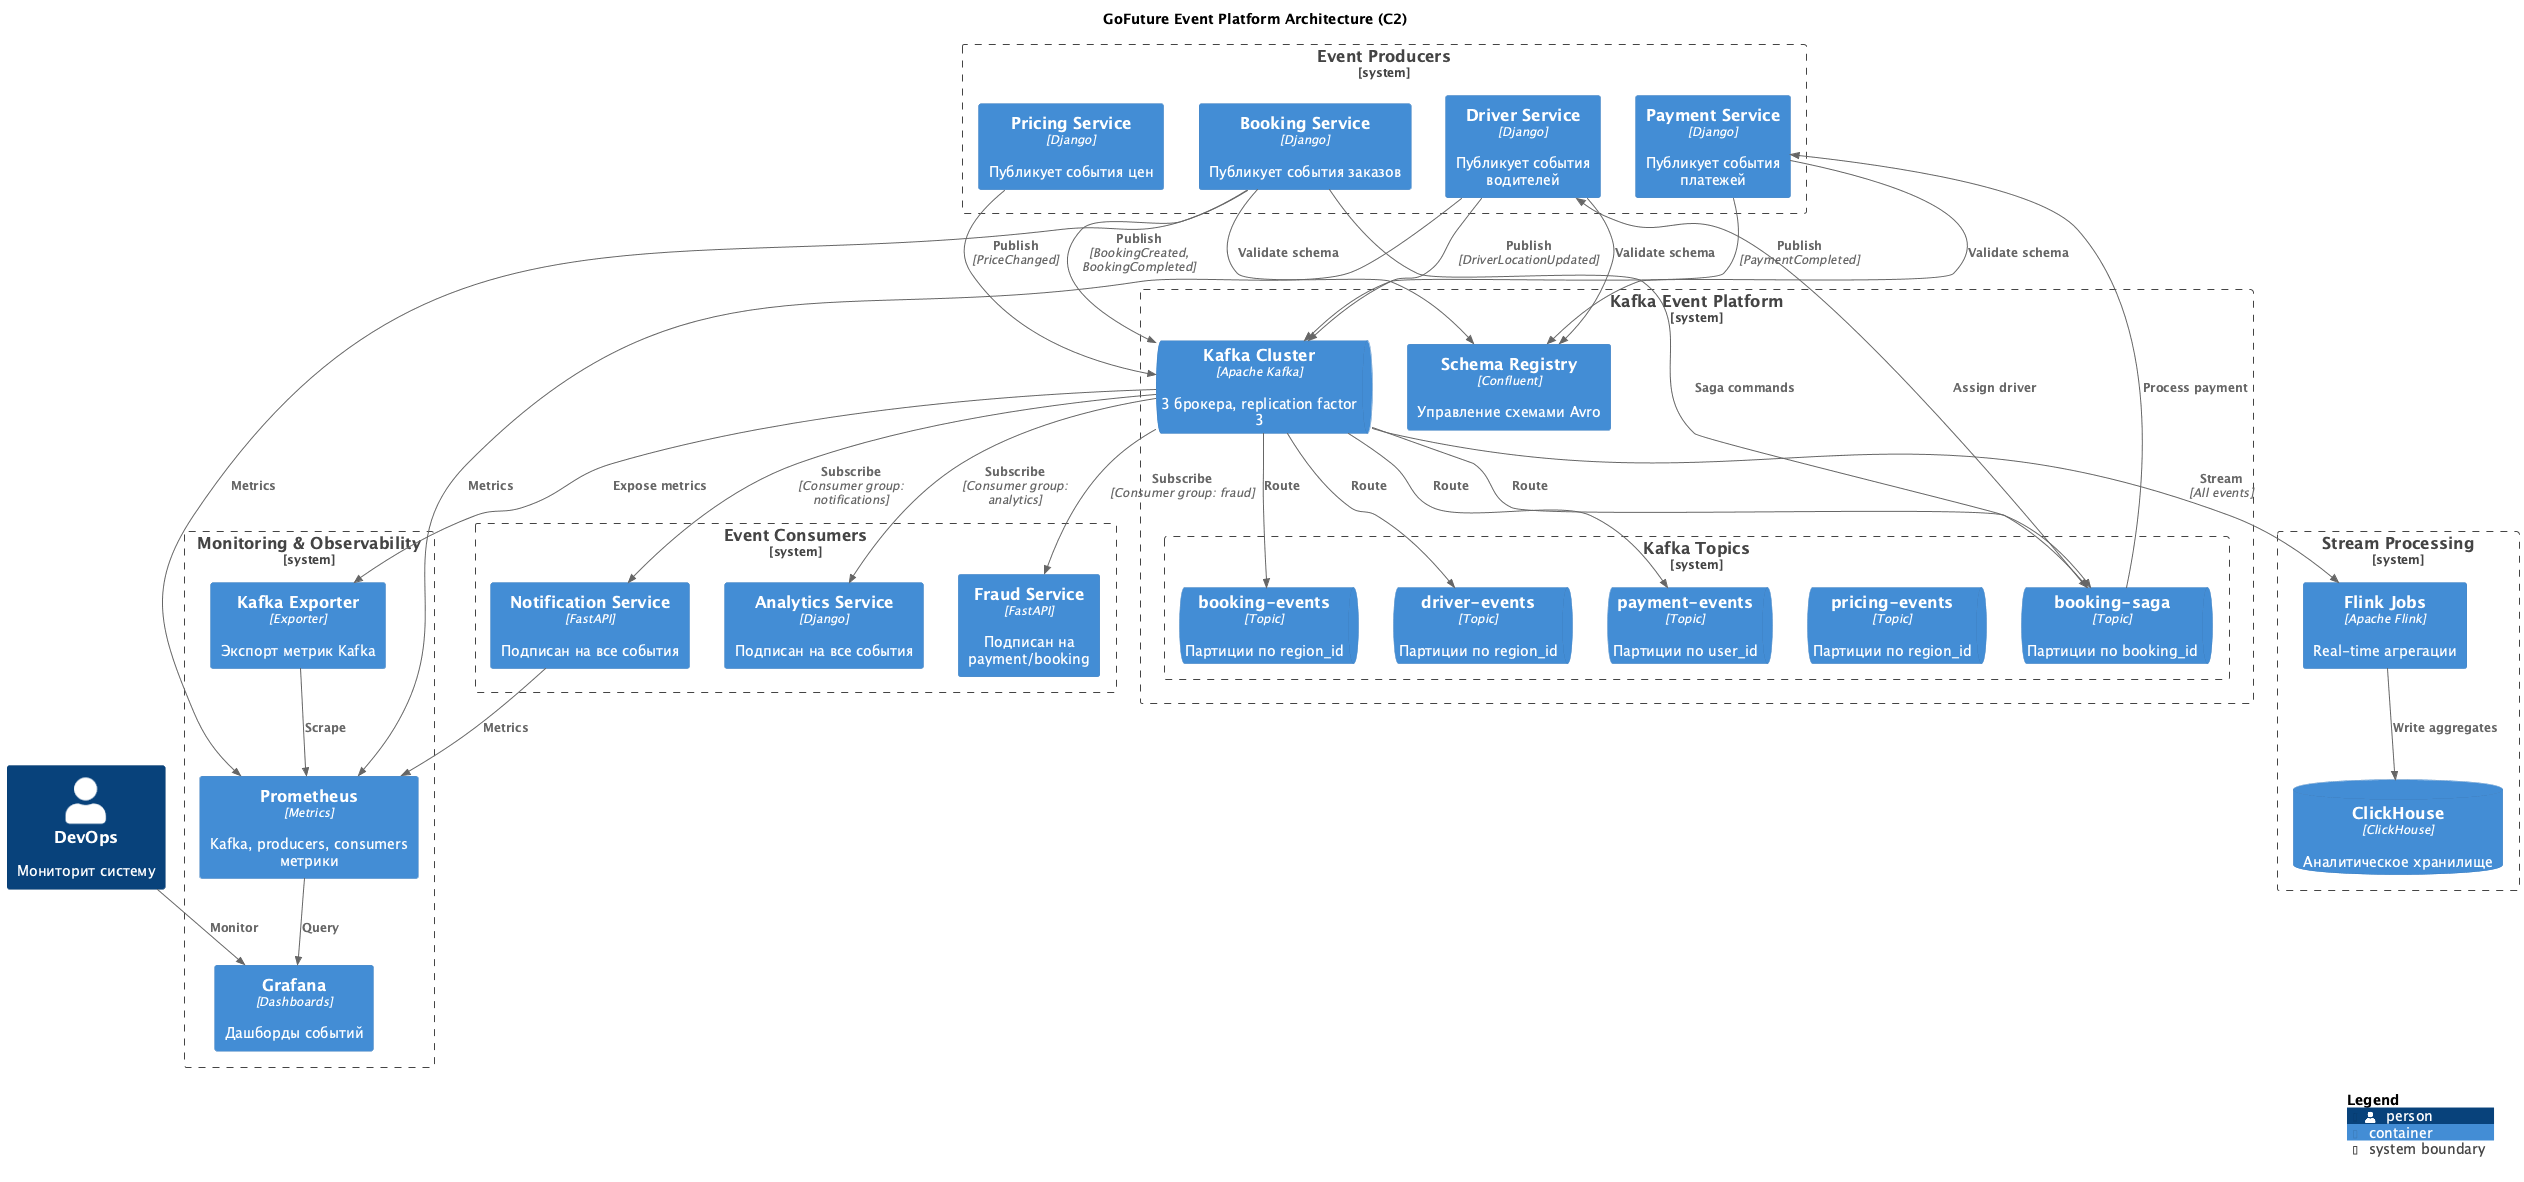 GoFuture Event Platform Architecture (C2)
Event Producers
[system]
Pricing Service
[Django]
Публикует события цен
Booking Service
[Django]
Публикует события заказов
Driver Service
[Django]
Публикует события
водителей
Payment Service
[Django]
Публикует события
платежей
Publish
[PriceChanged]
Publish
[BookingCreated,
BookingCompleted]
Validate schema
Publish
[DriverLocationUpdated]
Validate schema
Publish
[PaymentCompleted]
Validate schema
Kafka Event Platform
[system]
Kafka Cluster
[Apache Kafka]
3 брокера, replication factor
3
Schema Registry
[Confluent]
Управление схемами Avro
Saga commands
Assign driver
Process payment
Metrics
Metrics
Expose metrics
Subscribe
[Consumer group:
notifications]
Subscribe
[Consumer group:
analytics]
Subscribe
[Consumer group: fraud]
Route
Route
Route
Route
Stream
[All events]
Monitoring & Observability
[system]
Kafka Exporter
[Exporter]
Экспорт метрик Kafka
Event Consumers
[system]
Notification Service
[FastAPI]
Подписан на все события
Analytics Service
[Django]
Подписан на все события
Fraud Service
[FastAPI]
Подписан на
payment/booking
Kafka Topics
[system]
booking-events
[Topic]
Партиции по region_id
driver-events
[Topic]
Партиции по region_id
payment-events
[Topic]
Партиции по user_id
pricing-events
[Topic]
Партиции по region_id
booking-saga
[Topic]
Партиции по booking_id
Stream Processing
[system]
Flink Jobs
[Apache Flink]
Real-time агрегации
Scrape
Metrics
Write aggregates
DevOps
Мониторит систему
Prometheus
[Metrics]
Kafka, producers, consumers
метрики
ClickHouse
[ClickHouse]
Аналитическое хранилище
Monitor
Query
Grafana
[Dashboards]
Дашборды событий
Legend
person
container
system boundary